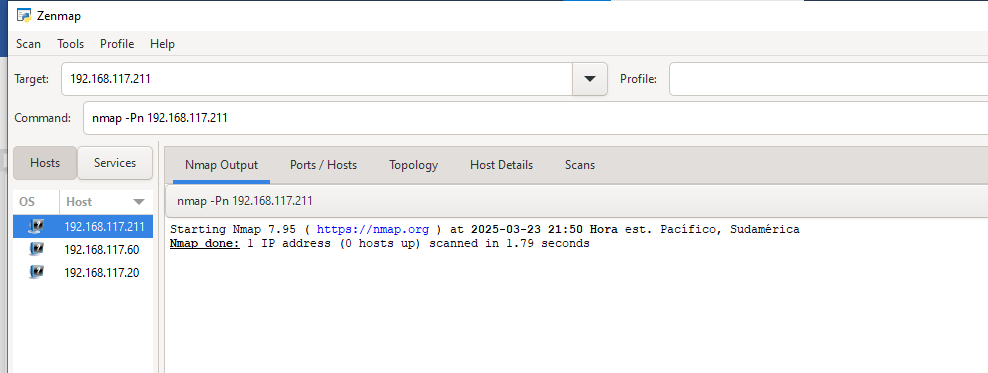 Zenmap
Scan Tools Profile Help
Target: 192.168.117.211 Profile:
Command: nmap -Pn 192.168.117.211
Hosts Services Nmap Output Ports / Hosts Topology Host Details Scans
OS Host
nmap -Pn 192.168.117.211
192.168.117.211
192.168.117.60
192.168.117.20
Starting Nmap 7.95 ( https://nmap.org ) at 2025-03-23 21:50 Hora est. Pacífico, Sudamérica
Nmap done: 1 IP address (0 hosts up) scanned in 1.79 seconds